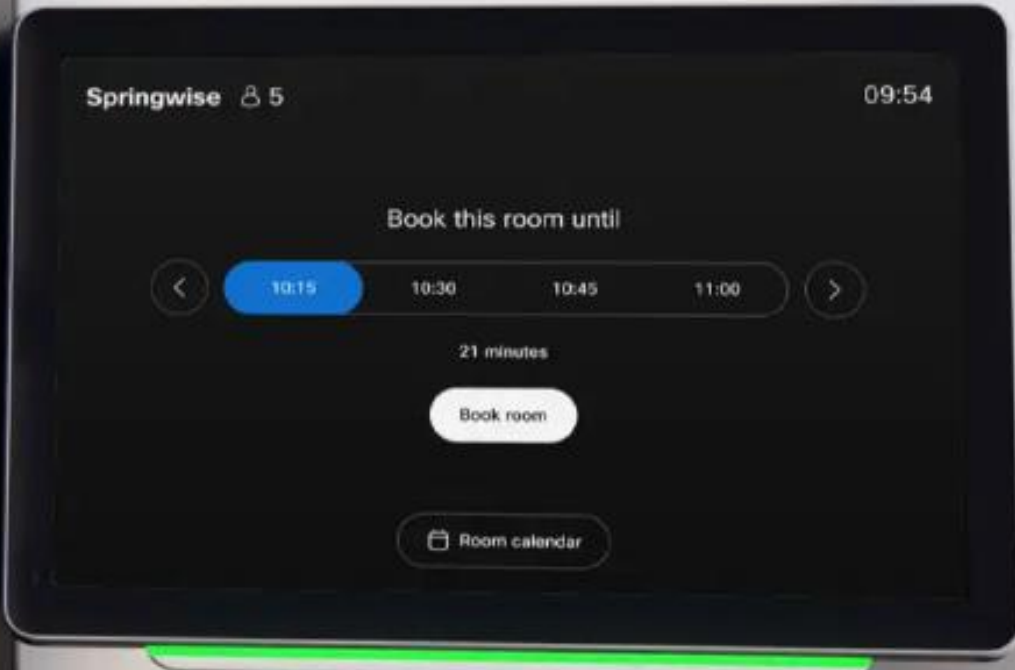 Springwise 5
09:54
Book this room until
10:15 10:30 10:45 11:00
21 minutes
Book room
Room calendar